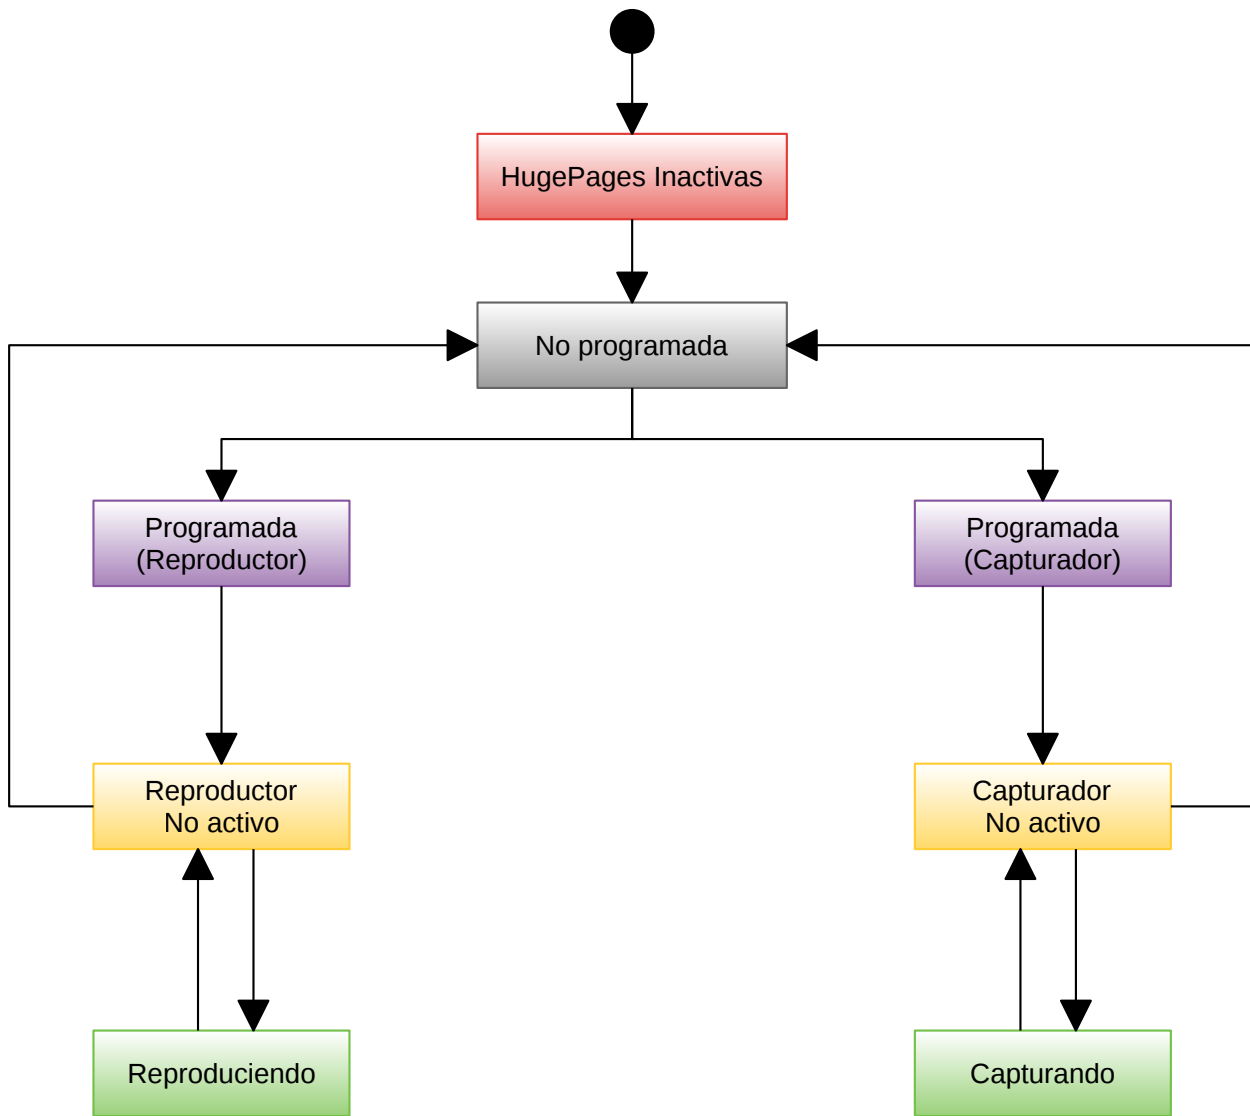 HugePages Inactivas
No programada
Programada
(Reproductor)
Programada
(Capturador)
Reproductor
No activo
Capturador
No activo
Reproduciendo
Capturando